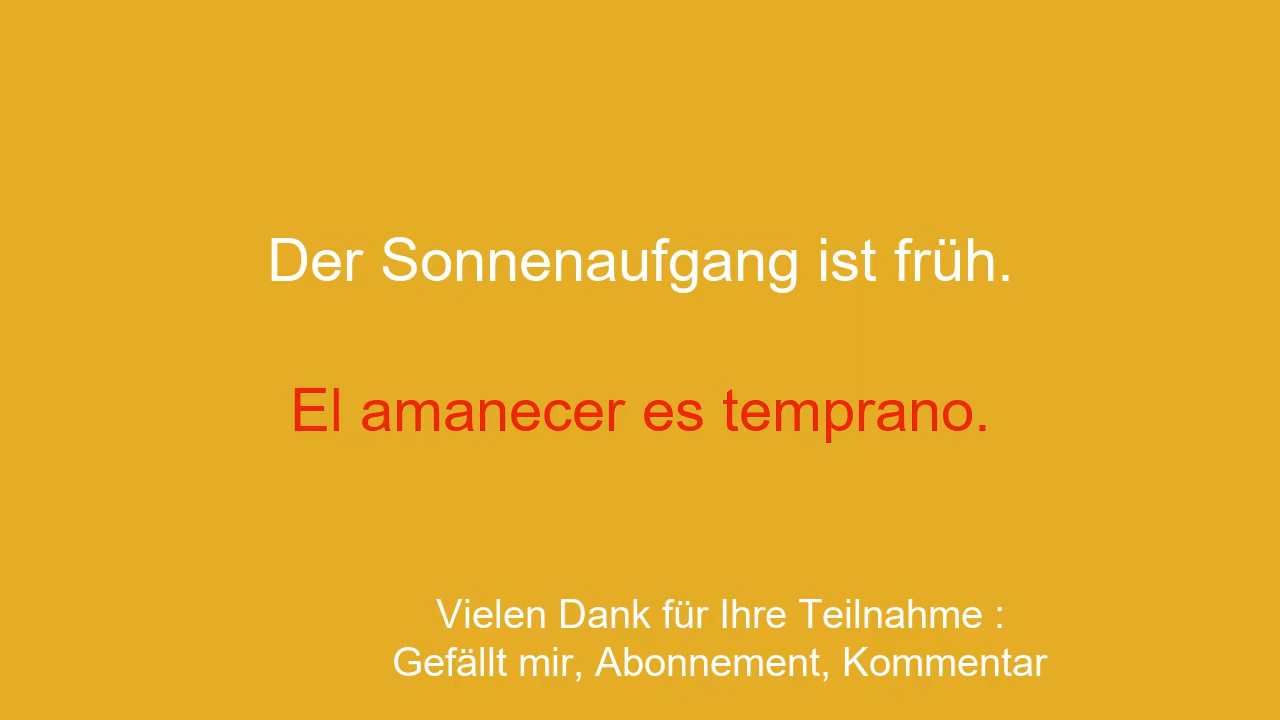 Der Sonnenaufgang ist früh.
El amanecer es temprano.
Vielen Dank für Ihre Teilnahme :
Gefällt mir, Abonnement, Kommentar